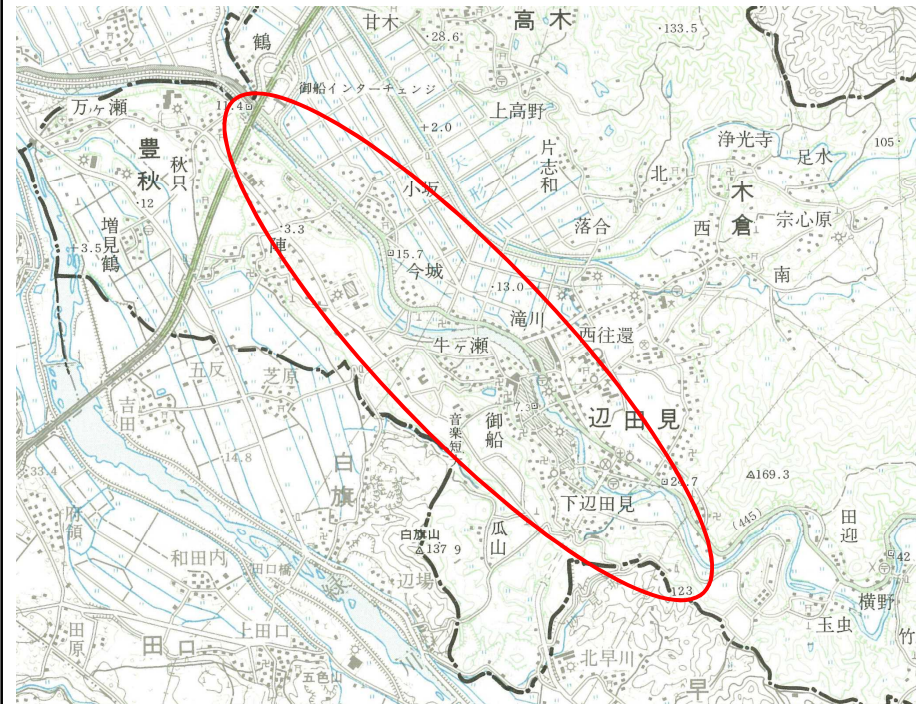 甘木
高木
鶴
28.6
133.5
御船インターチェンジ
万ヶ瀬
上高野
2.0
浄光寺
足水
105
豊秋
秋只
片志和
北
木倉
小坂
12
増見鶴
3.3
陣
落合
西
宗心原
3.5
15.7
今城
南
13.0
滝川
西往還
牛ヶ瀬
五反
芝原
吉田
7.3
御船
辺田見
音楽短大
14.8
白旗
24.7
169.3
33.4
府領
下辺田見
(445)
田迎
瓜山
白旗山
137.9
42
和田内
田口橋
辺場
123
横野
玉虫
竹
田原
田口
上田口
五色山
北早川
早